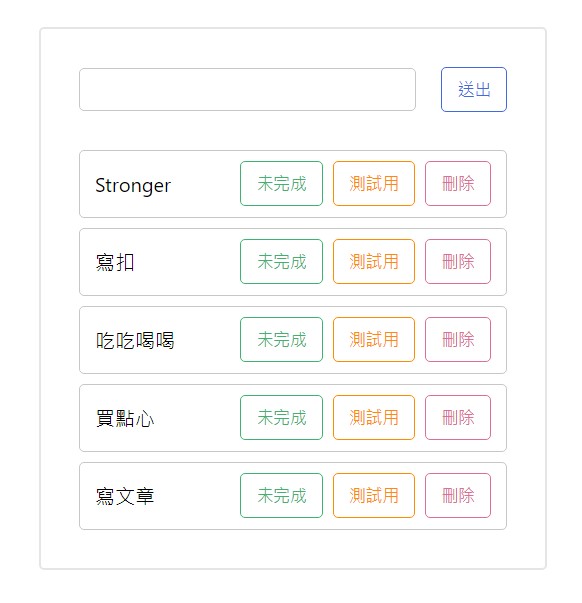 送出
Stronger 未完成 測試用 刪除
寫扣 未完成 測試用 刪除
吃吃喝喝 未完成 測試用 刪除
買點心 未完成 測試用 刪除
寫文章 未完成 測試用 刪除